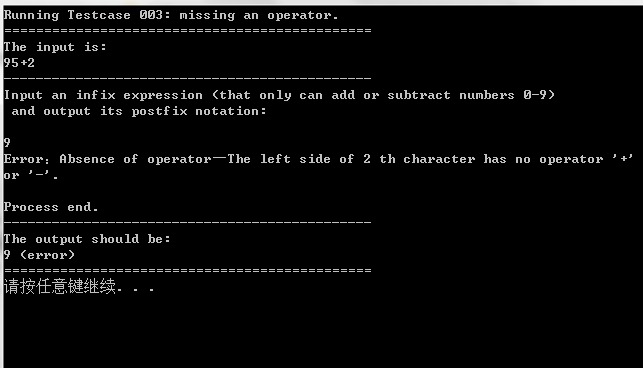 Running Testcase 003: missing an operator.
==============================================
The input is:
95+2
----------------------------------------------
Input an infix expression (that only can add or subtract numbers 0-9)
and output its postfix notation:
9
Error: Absence of operator--The left side of 2 th character has no operator '+'
or '-'.
Process end.
----------------------------------------------
The output should be:
9 (error)
==============================================
请按任意键继续. . .